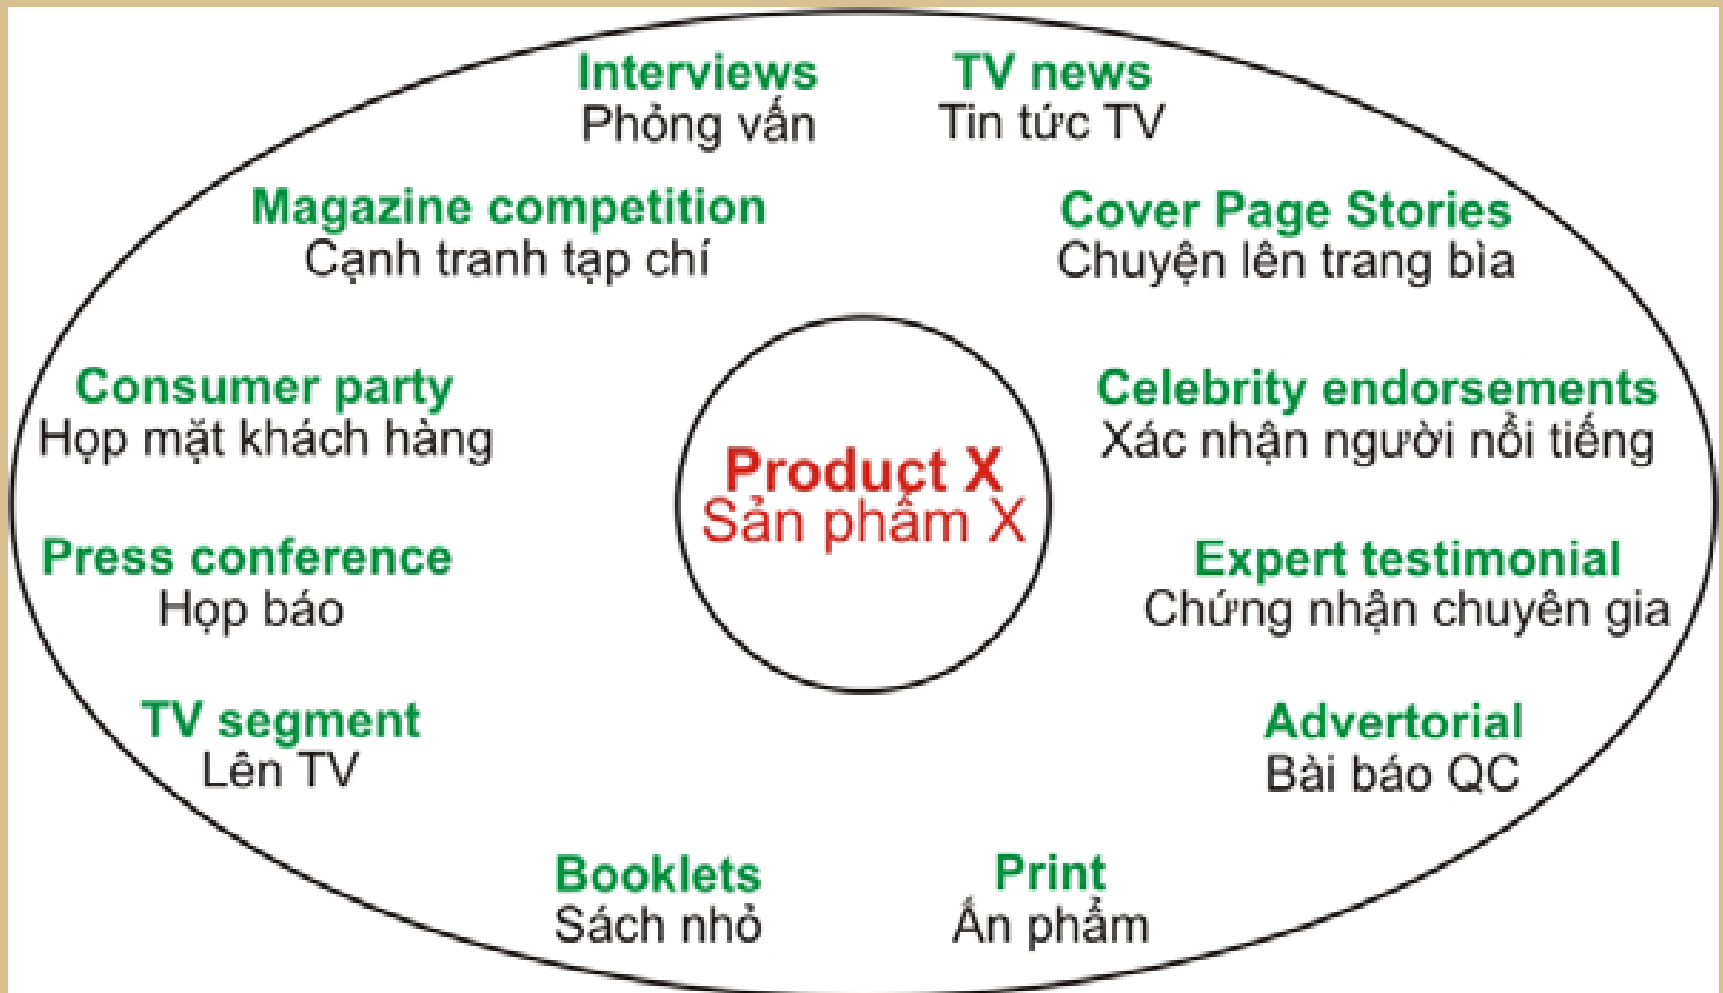 Interviews
Phỏng vấn
TV news
Tin tức TV
Magazine competition
Cạnh tranh tạp chí
Cover Page Stories
Chuyện lên trang bìa
Consumer party
Họp mặt khách hàng
Celebrity endorsements
Xác nhận người nổi tiếng
Product X
Sản phẩm X
Press conference
Họp báo
Expert testimonial
Chứng nhận chuyên gia
TV segment
Lên TV
Advertorial
Bài báo QC
Booklets
Sách nhỏ
Print
Ấn phẩm